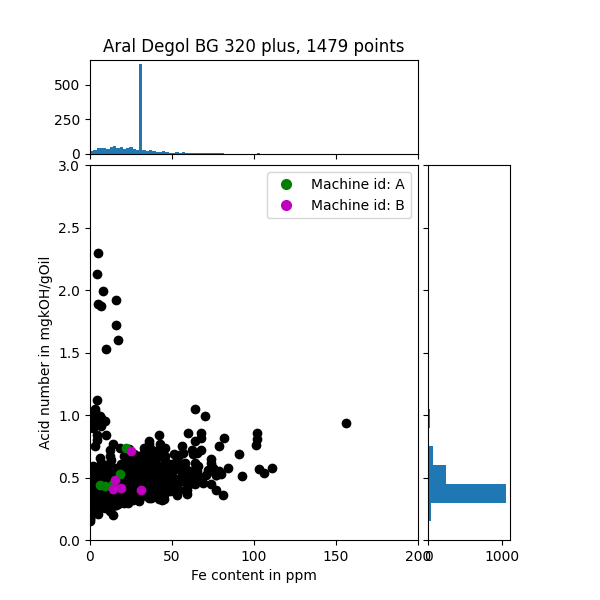 Aral Degol BG 320 plus, 1479 points
500
250
0
3.0
2.5
2.0
1.5
1.0
0.5
0.0
Acid number in mgkOH/gOil
Machine id: A
Machine id: B
0 50 100 150 200
0 1000
Fe content in ppm